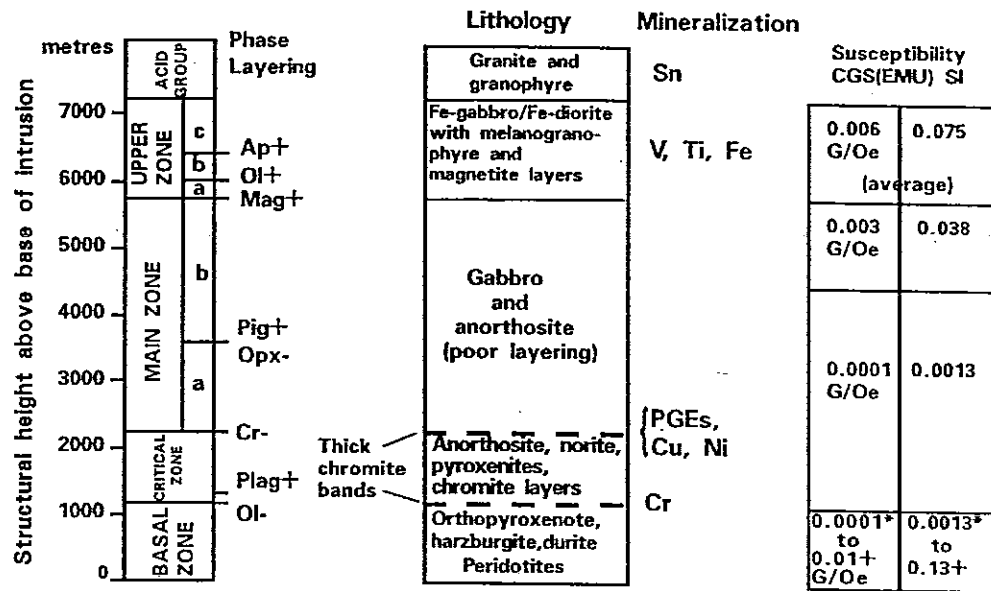 Lithology
Mineralization
metres
Phase
Layering
Susceptibility
CGS(EMU) SI
Structural height above base of intrusion
7000
6000
5000
4000
3000
2000
1000
0
ACID
GROUP
UPPER
ZONE
c
b
a
MAIN ZONE
b
a
CRITICAL
ZONE
BASAL
ZONE
Ap+
Ol+
Mag+
Pig+
Opx-
Cr-
Plag+
Ol-
Thick
chromite
bands
Granite and
granophyre
Fe-gabbro/Fe-diorite
with melanograno-
phyre and
magnetite layers
Gabbro
and
anorthosite
(poor layering)
Anorthosite, norite,
pyroxenites,
chromite layers
Orthopyroxenote,
harzburgite,durite
Peridotites
Sn
V, Ti, Fe
PGEs,
Cu, Ni
Cr
0.006 0.075
G/Oe
(average)
0.003 0.038
G/Oe
0.0001 0.0013
G/Oe
0.0001* 0.0013*
to to
0.01+ 0.13+
G/Oe